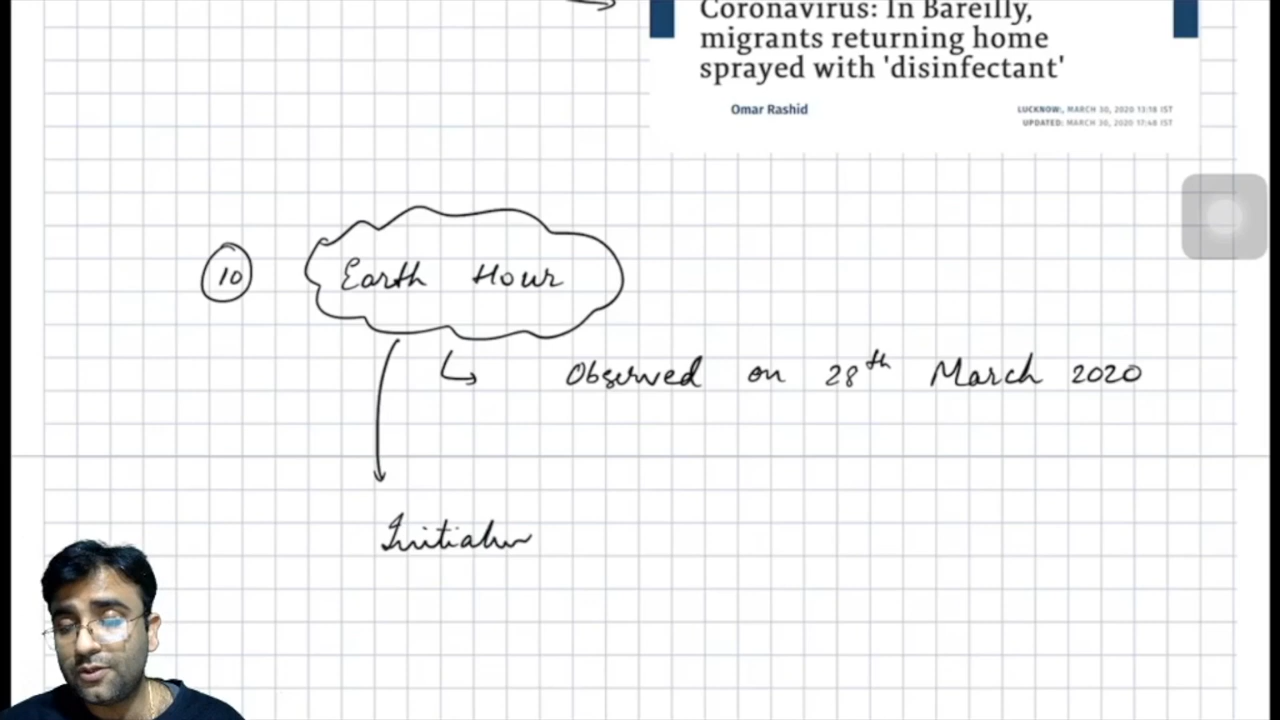 Coronavirus: In Bareilly,
migrants returning home
sprayed with 'disinfectant'
Omar Rashid
LUCKNOW:, MARCH 30, 2020 13:18 IST
UPDATED: MARCH 30, 2020 17:48 IST
10 Earth Hour
Observed on 28th March 2020